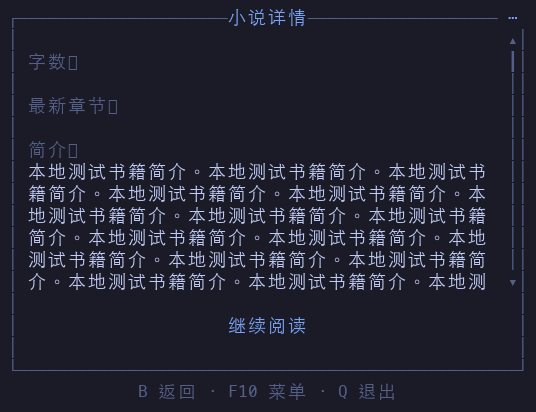 小说详情 …
字数
最新章节
简介
本地测试书籍简介。本地测试书籍简介。本地测试书
籍简介。本地测试书籍简介。本地测试书籍简介。本
地测试书籍简介。本地测试书籍简介。本地测试书籍
简介。本地测试书籍简介。本地测试书籍简介。本地
测试书籍简介。本地测试书籍简介。本地测试书籍简
介。本地测试书籍简介。本地测试书籍简介。本地测
继续阅读
B 返回 · F10 菜单 · Q 退出